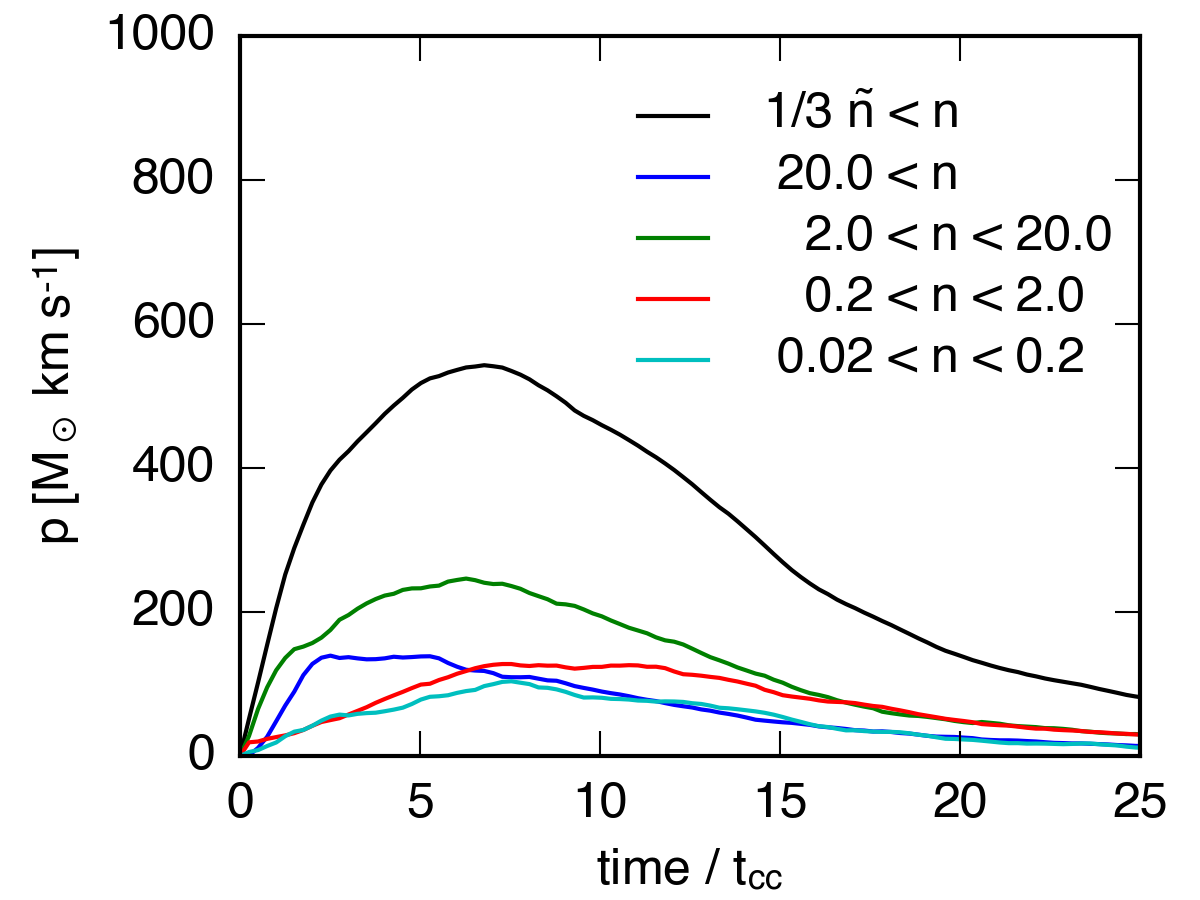 1000
800
600
400
200
0
p [M⊙ km s-1]
1/3 ñ < n
20.0 < n
2.0 < n < 20.0
0.2 < n < 2.0
0.02 < n < 0.2
0 5 10 15 20 25
time / tcc